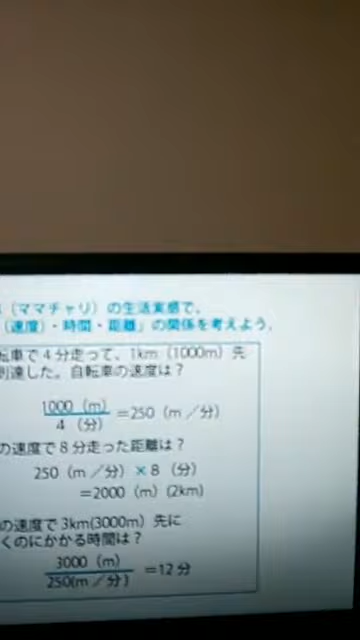 （ママチャリ）の生活実感で、
（速度）・時間・距離」の関係を考えよう。
転車で4分走って、1km（1000m）先
到達した。自転車の速度は？
1000（m）
4（分）
＝250（m／分）
の速度で8分走った距離は？
250（m／分）×8（分）
＝2000（m）(2km)
の速度で3km(3000m）先に
くのにかかる時間は？
3000（m）
250(m／分)
＝12分